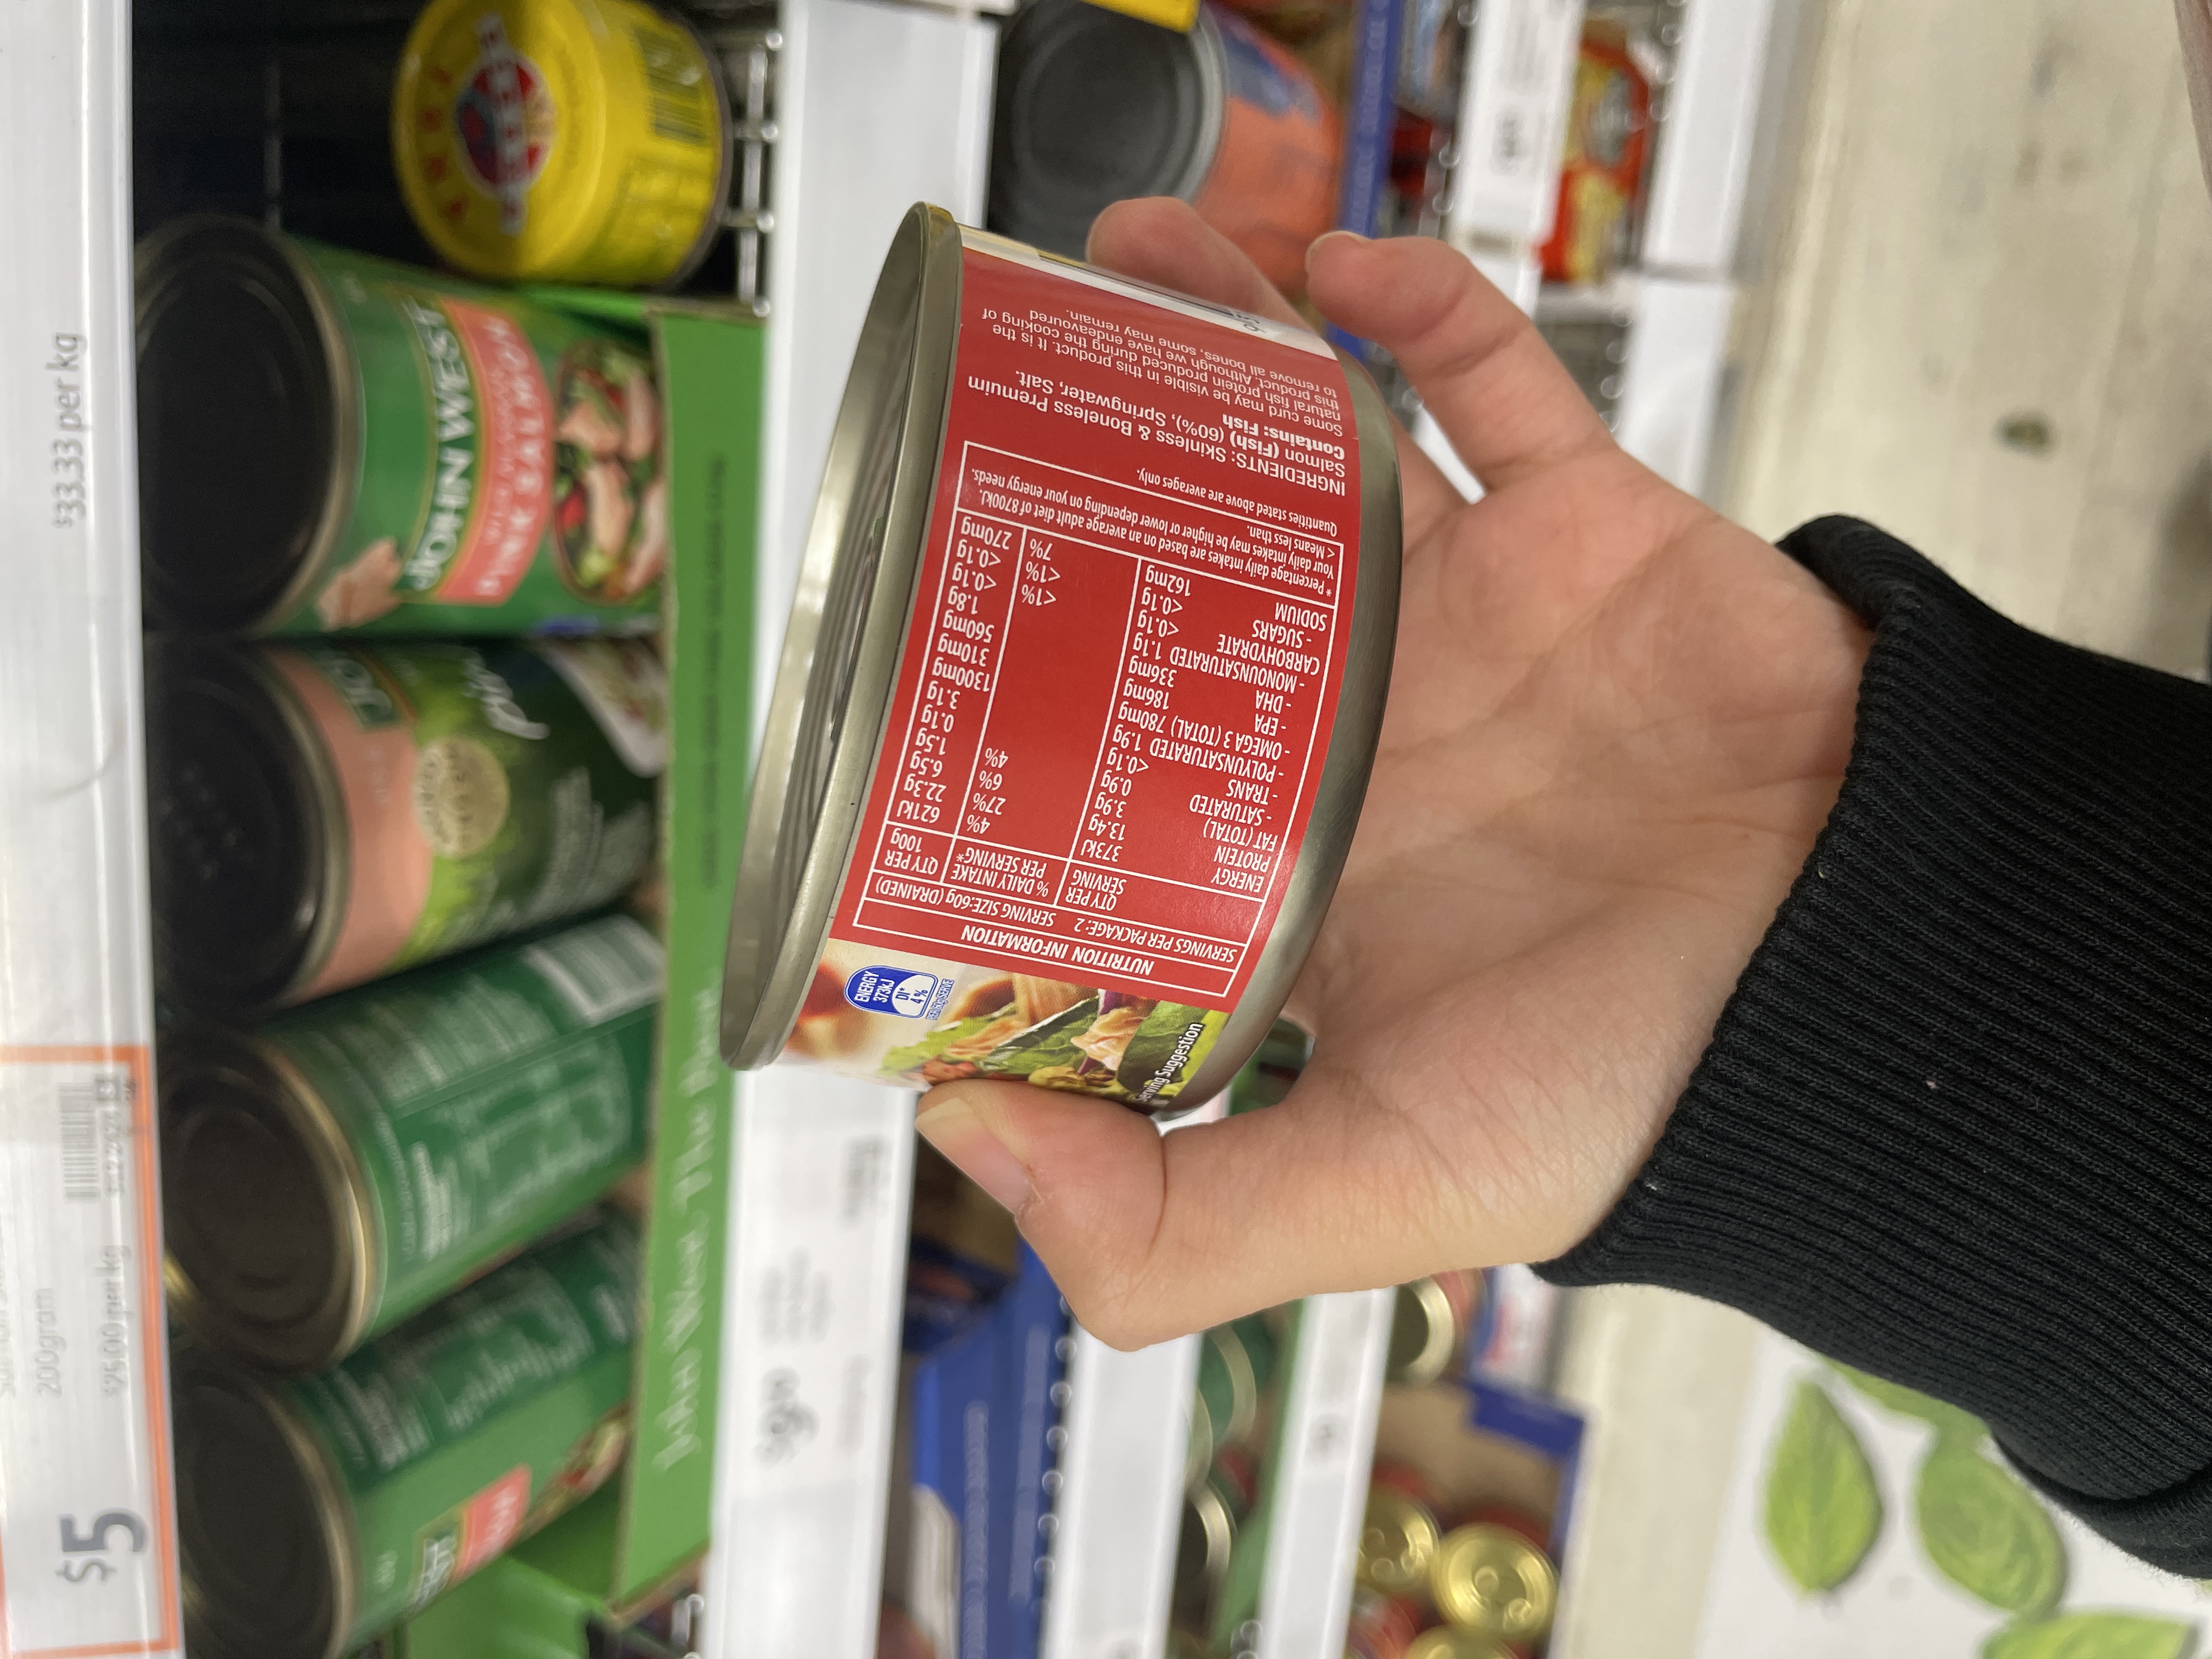 $5
200gram
$25.00 per kg
$33.33 per kg
JOHN WEST
PINK SALMON
John West. The Best.
ENERGY
373kJ
DI*
4%
PER 60g SERVE
Serving Suggestion
NUTRITION INFORMATION
SERVINGS PER PACKAGE: 2 SERVING SIZE:60g (DRAINED)
QTY PER SERVING % DAILY INTAKE PER SERVING* QTY PER 100g
ENERGY 373kJ 4% 621kJ
PROTEIN 13.4g 27% 22.3g
FAT (TOTAL) 3.9g 6% 6.5g
- SATURATED 0.9g 4% 1.5g
- TRANS <0.1g 0.1g
- POLYUNSATURATED 1.9g 3.1g
- OMEGA 3 (TOTAL) 780mg 1300mg
- EPA 186mg 310mg
- DHA 336mg 560mg
- MONOUNSATURATED 1.1g 1.8g
CARBOHYDRATE <0.1g <1% <0.1g
- SUGARS <0.1g <1% <0.1g
SODIUM 162mg 7% 270mg
* Percentage daily intakes are based on an average adult diet of 8700kJ.
Your daily intakes may be higher or lower depending on your energy needs.
< Means less than.
Quantities stated above are averages only.
INGREDIENTS: Skinless & Boneless Premuim
Salmon (Fish) (60%), Springwater, Salt.
Contains: Fish
Some curd may be visible in this product. It is the
natural fish protein produced during the cooking of
this product. Although we have endeavoured
to remove all bones, some may remain.